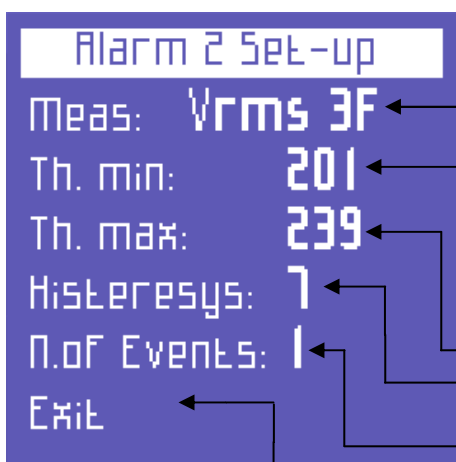 Alarm 2 Set-up
Meas: Vrms 3F
Th. min: 201
Th. max: 239
Histeresys: 7
N.of Events: 1
Exit